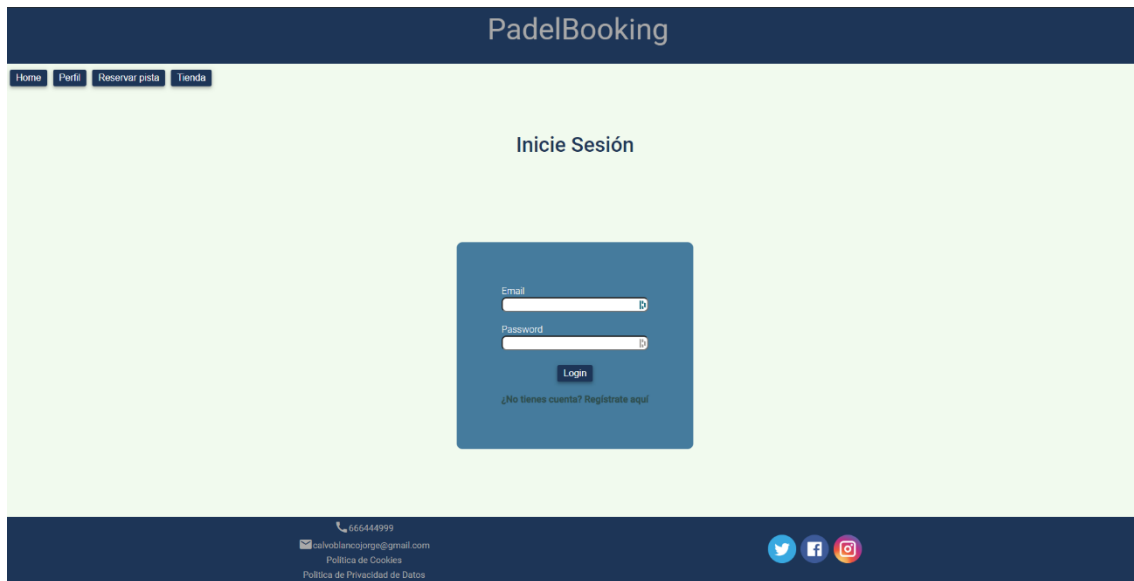 PadelBooking
Home Perfil Reservar pista Tienda
Inicie Sesión
Email
Password
Login
¿No tienes cuenta? Regístrate aquí
666444999
calvoblancojorge@gmail.com
Política de Cookies
Política de Privacidad de Datos